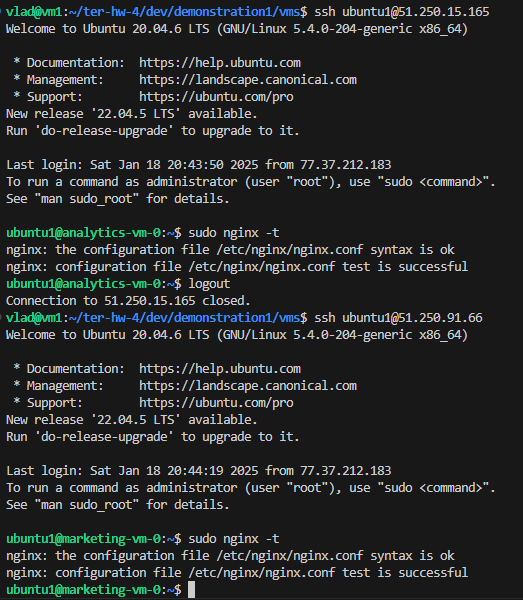 vlad@vm1:~/ter-hw-4/dev/demonstration1/vms$ ssh ubuntu1@51.250.15.165
Welcome to Ubuntu 20.04.6 LTS (GNU/Linux 5.4.0-204-generic x86_64)
* Documentation:  https://help.ubuntu.com
* Management:     https://landscape.canonical.com
* Support:        https://ubuntu.com/pro
New release '22.04.5 LTS' available.
Run 'do-release-upgrade' to upgrade to it.
Last login: Sat Jan 18 20:43:50 2025 from 77.37.212.183
To run a command as administrator (user "root"), use "sudo <command>".
See "man sudo_root" for details.
ubuntu1@analytics-vm-0:~$ sudo nginx -t
nginx: the configuration file /etc/nginx/nginx.conf syntax is ok
nginx: configuration file /etc/nginx/nginx.conf test is successful
ubuntu1@analytics-vm-0:~$ logout
Connection to 51.250.15.165 closed.
vlad@vm1:~/ter-hw-4/dev/demonstration1/vms$ ssh ubuntu1@51.250.91.66
Welcome to Ubuntu 20.04.6 LTS (GNU/Linux 5.4.0-204-generic x86_64)
* Documentation:  https://help.ubuntu.com
* Management:     https://landscape.canonical.com
* Support:        https://ubuntu.com/pro
New release '22.04.5 LTS' available.
Run 'do-release-upgrade' to upgrade to it.
Last login: Sat Jan 18 20:44:19 2025 from 77.37.212.183
To run a command as administrator (user "root"), use "sudo <command>".
See "man sudo_root" for details.
ubuntu1@marketing-vm-0:~$ sudo nginx -t
nginx: the configuration file /etc/nginx/nginx.conf syntax is ok
nginx: configuration file /etc/nginx/nginx.conf test is successful
ubuntu1@marketing-vm-0:~$